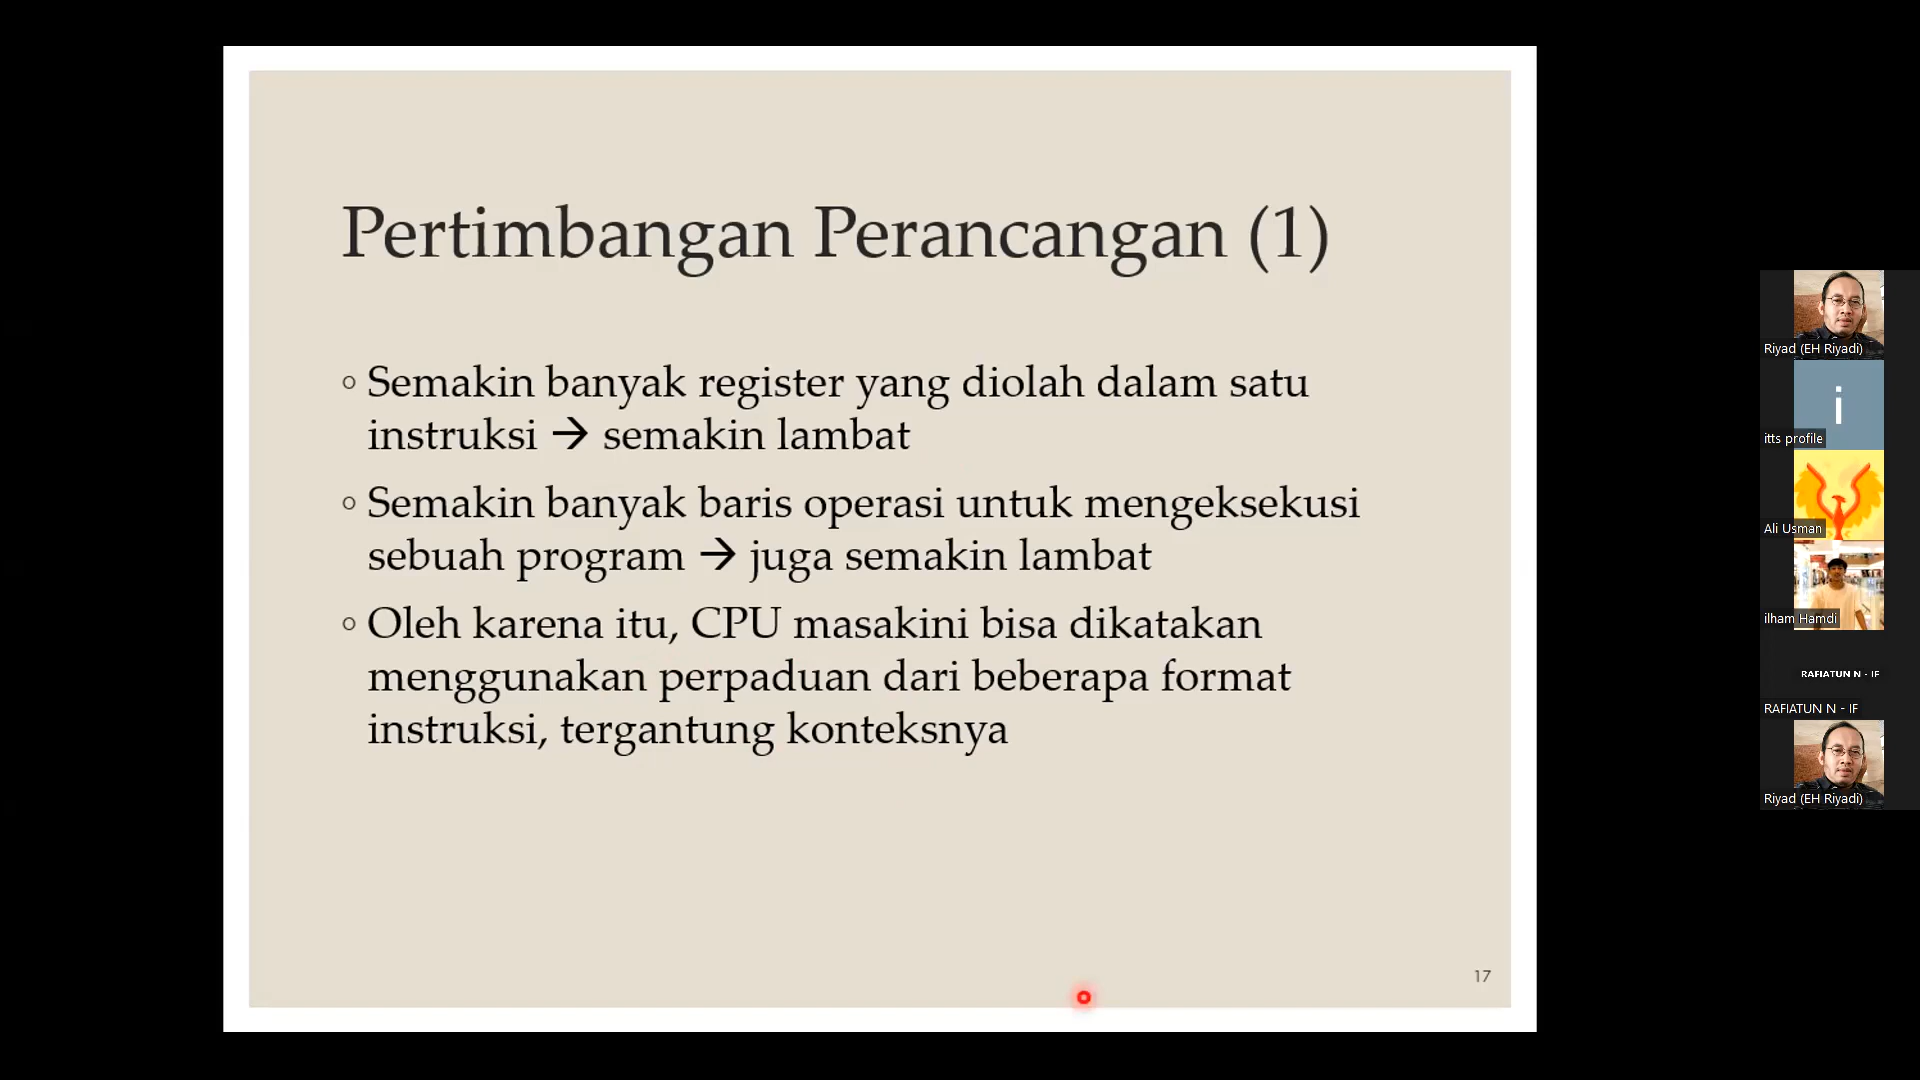 Pertimbangan Perancangan (1)
◦ Semakin banyak register yang diolah dalam satu
instruksi → semakin lambat
◦ Semakin banyak baris operasi untuk mengeksekusi
sebuah program → juga semakin lambat
◦ Oleh karena itu, CPU masakini bisa dikatakan
menggunakan perpaduan dari beberapa format
instruksi, tergantung konteksnya
17
Riyad (EH Riyadi)
i
itts profile
Ali Usman
ilham Hamdi
RAFIATUN N - IF
RAFIATUN N - IF
Riyad (EH Riyadi)